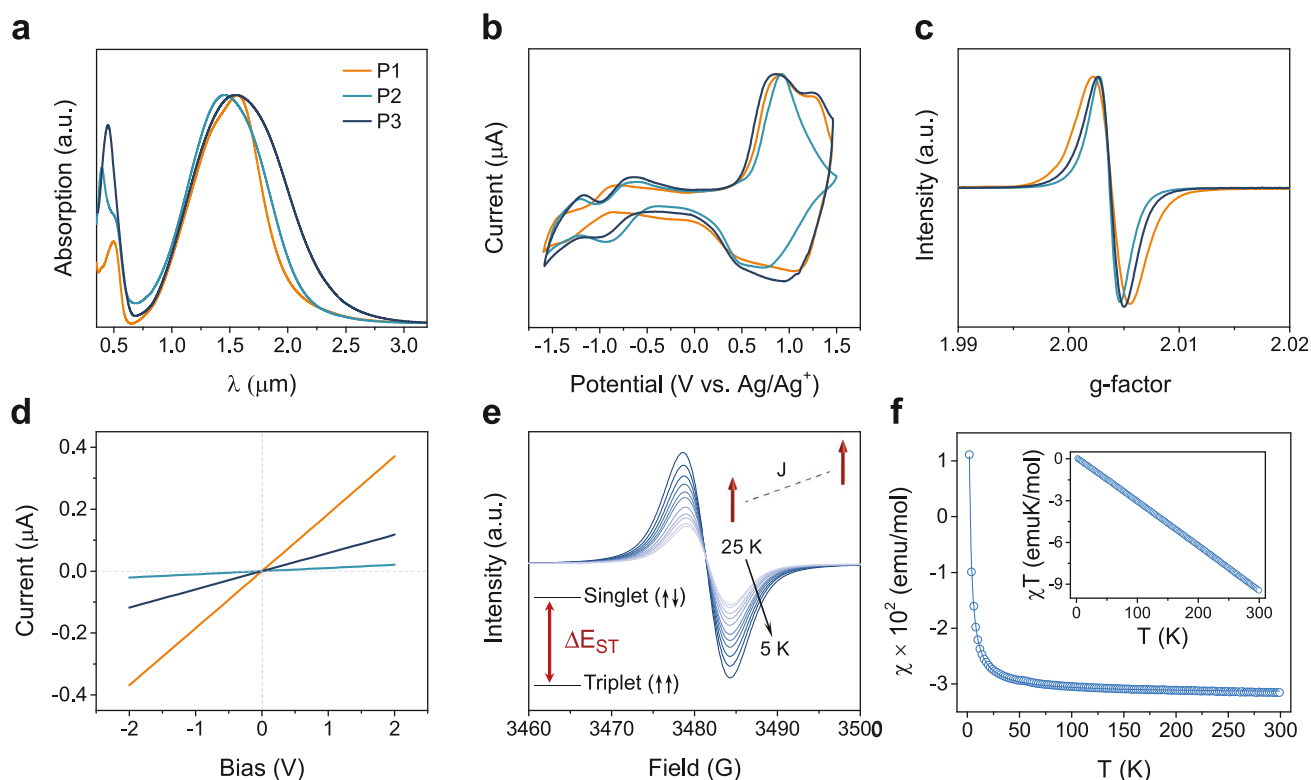 a
Absorption (a.u.)
P1
P2
P3
0.5 1.0 1.5 2.0 2.5 3.0
λ (μm)
b
Current (μA)
-1.5 -1.0 -0.5 0.0 0.5 1.0 1.5
Potential (V vs. Ag/Ag⁺)
c
Intensity (a.u.)
1.99 2.00 2.01 2.02
g-factor
d
Current (μA)
0.4
0.2
0.0
-0.2
-0.4
-2 -1 0 1 2
Bias (V)
e
Intensity (a.u.)
J
25 K
5 K
Singlet (↑↓)
ΔE_ST
Triplet (↑↑)
3460 3470 3480 3490 3500
Field (G)
f
χ × 10² (emu/mol)
1
0
-1
-2
-3
0 50 100 150 200 250 300
T (K)
χT (emuK/mol)
0
-3
-6
-9
0 100 200 300
T (K)
0